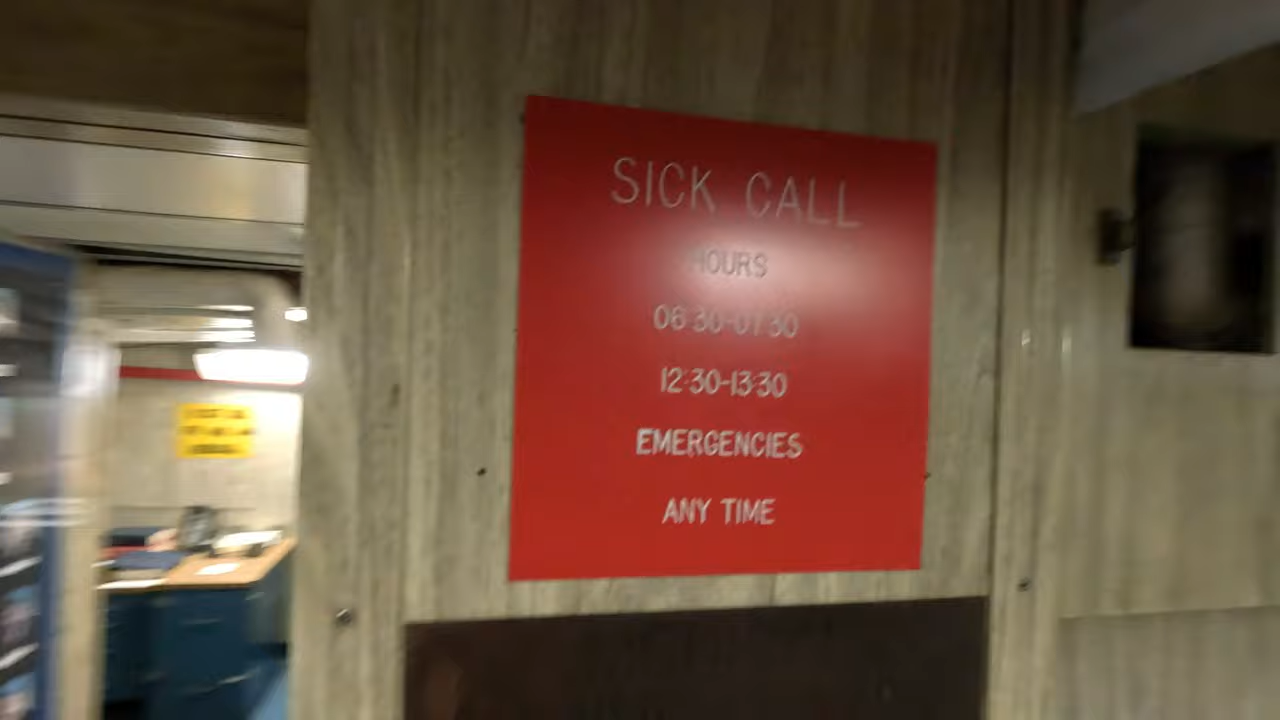 SICK CALL
HOURS
06 30-07 30
12:30-13:30
EMERGENCIES
ANY TIME